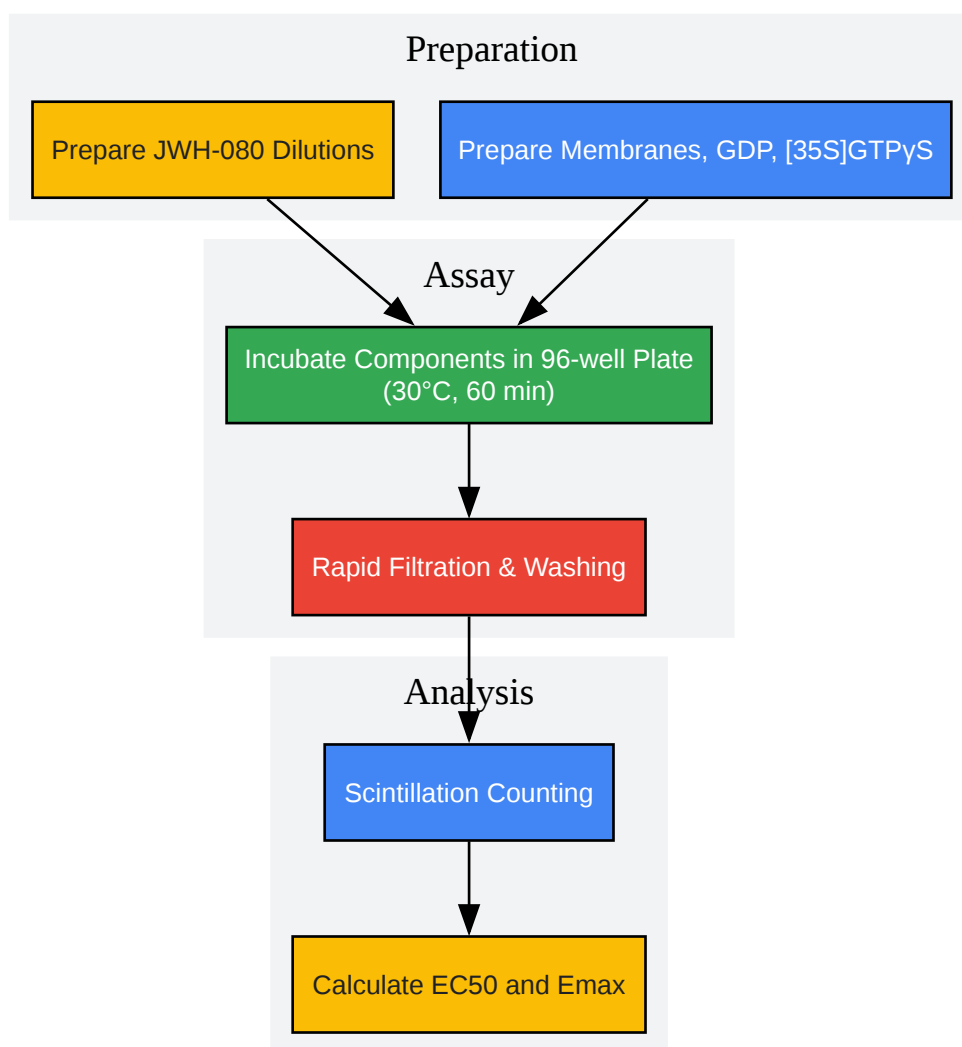 Preparation
Prepare JWH-080 Dilutions
Prepare Membranes, GDP, [35S]GTPγS
Assay
Incubate Components in 96-well Plate
(30°C, 60 min)
Rapid Filtration & Washing
Analysis
Scintillation Counting
Calculate EC50 and Emax